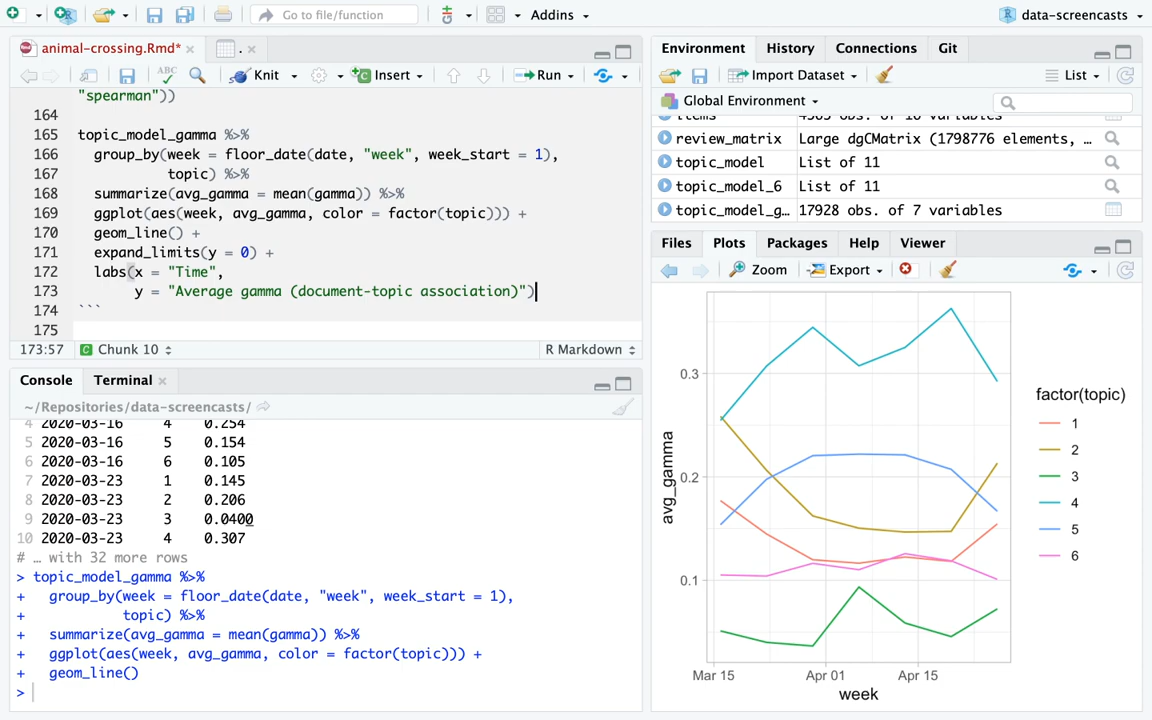 Go to file/function
Addins
data-screencasts
animal-crossing.Rmd*
.
ABC
Knit
Insert
Run
"spearman"))
164
165 topic_model_gamma %>%
166 group_by(week = floor_date(date, "week", week_start = 1),
167 topic) %>%
168 summarize(avg_gamma = mean(gamma)) %>%
169 ggplot(aes(week, avg_gamma, color = factor(topic))) +
170 geom_line() +
171 expand_limits(y = 0) +
172 labs(x = "Time",
173 y = "Average gamma (document-topic association)")
174 ```
175
173:57 Chunk 10 R Markdown
Console Terminal
~/Repositories/data-screencasts/
4 2020-03-16 4 0.254
5 2020-03-16 5 0.154
6 2020-03-16 6 0.105
7 2020-03-23 1 0.145
8 2020-03-23 2 0.206
9 2020-03-23 3 0.0400
10 2020-03-23 4 0.307
# … with 32 more rows
> topic_model_gamma %>%
+ group_by(week = floor_date(date, "week", week_start = 1),
+ topic) %>%
+ summarize(avg_gamma = mean(gamma)) %>%
+ ggplot(aes(week, avg_gamma, color = factor(topic))) +
+ geom_line()
>
Environment History Connections Git
Import Dataset List
Global Environment
review_matrix Large dgCMatrix (1798776 elements, …
topic_model List of 11
topic_model_6 List of 11
topic_model_g… 17928 obs. of 7 variables
Files Plots Packages Help Viewer
Zoom Export
avg_gamma
0.3
0.2
0.1
Mar 15 Apr 01 Apr 15
week
factor(topic)
1
2
3
4
5
6